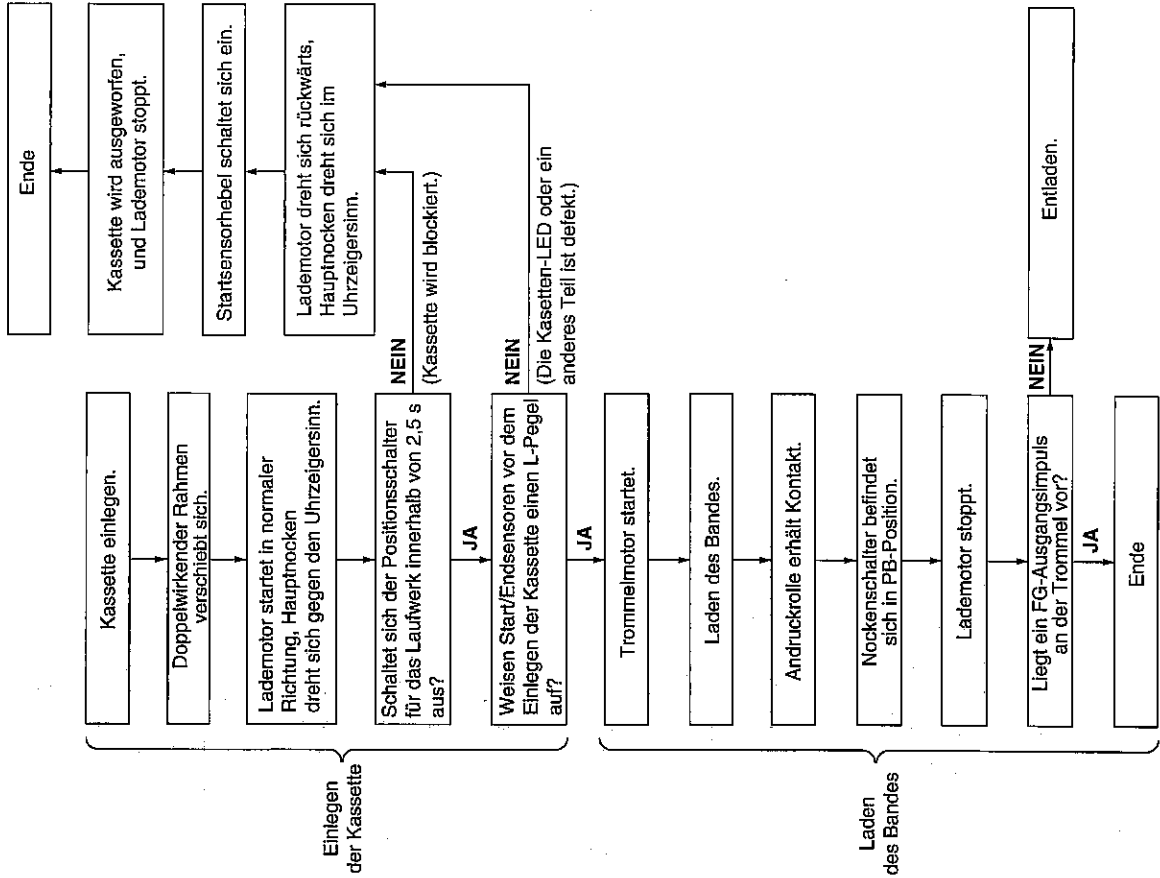 Einlegen
der Kassette
Kassette einlegen.
Doppelwirkender Rahmen
verschiebt sich.
Lademotor startet in normaler
Richtung, Hauptnocken
dreht sich gegen den Uhrzeigersinn.
Schaltet sich der Positionsschalter
für das Laufwerk innerhalb von 2,5 s
aus?
NEIN
(Kassette wird blockiert.)
JA
Weisen Start/Endsensoren vor dem
Einlegen der Kassette einen L-Pegel
auf?
NEIN
(Die Kasetten-LED oder ein
anderes Teil ist defekt.)
JA
Ende
Kassette wird ausgeworfen,
und Lademotor stoppt.
Startsensorhebel schaltet sich ein.
Lademotor dreht sich rückwärts,
Hauptnocken dreht sich im
Uhrzeigersinn.
Laden
des Bandes
Trommelmotor startet.
Laden des Bandes.
Andruckrolle erhält Kontakt.
Nockenschalter befindet
sich in PB-Position.
Lademotor stoppt.
Liegt ein FG-Ausgangsimpuls
an der Trommel vor?
NEIN
Entladen.
JA
Ende